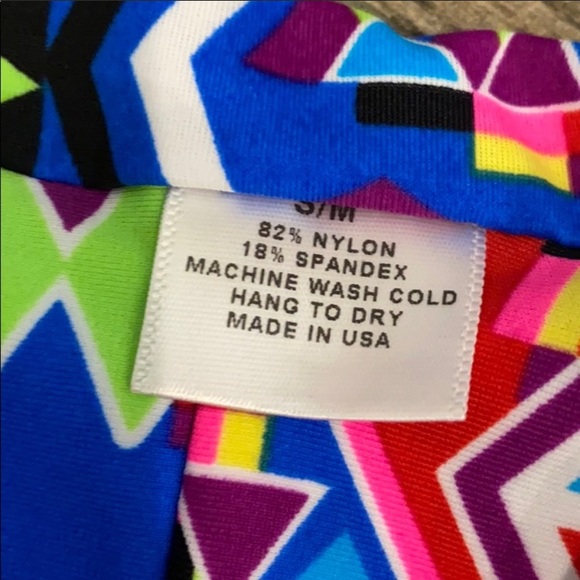 S/M
82% NYLON
18% SPANDEX
MACHINE WASH COLD
HANG TO DRY
MADE IN USA